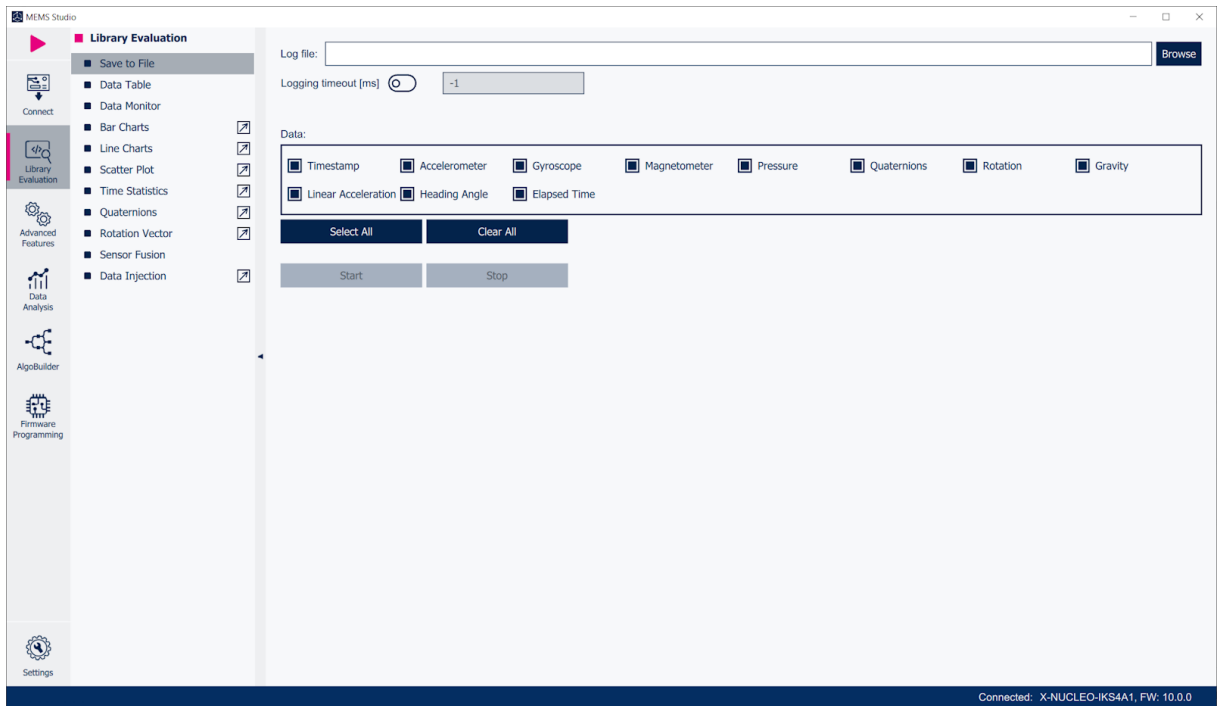 MEMS Studio
Connect
Library
Evaluation
Advanced
Features
Data
Analysis
AlgoBuilder
Firmware
Programming
Settings
Library Evaluation
Save to File
Data Table
Data Monitor
Bar Charts
Line Charts
Scatter Plot
Time Statistics
Quaternions
Rotation Vector
Sensor Fusion
Data Injection
Log file: Browse
Logging timeout [ms] -1
Data:
Timestamp Accelerometer Gyroscope Magnetometer Pressure Quaternions Rotation Gravity
Linear Acceleration Heading Angle Elapsed Time
Select All Clear All
Start Stop
Connected: X-NUCLEO-IKS4A1, FW: 10.0.0